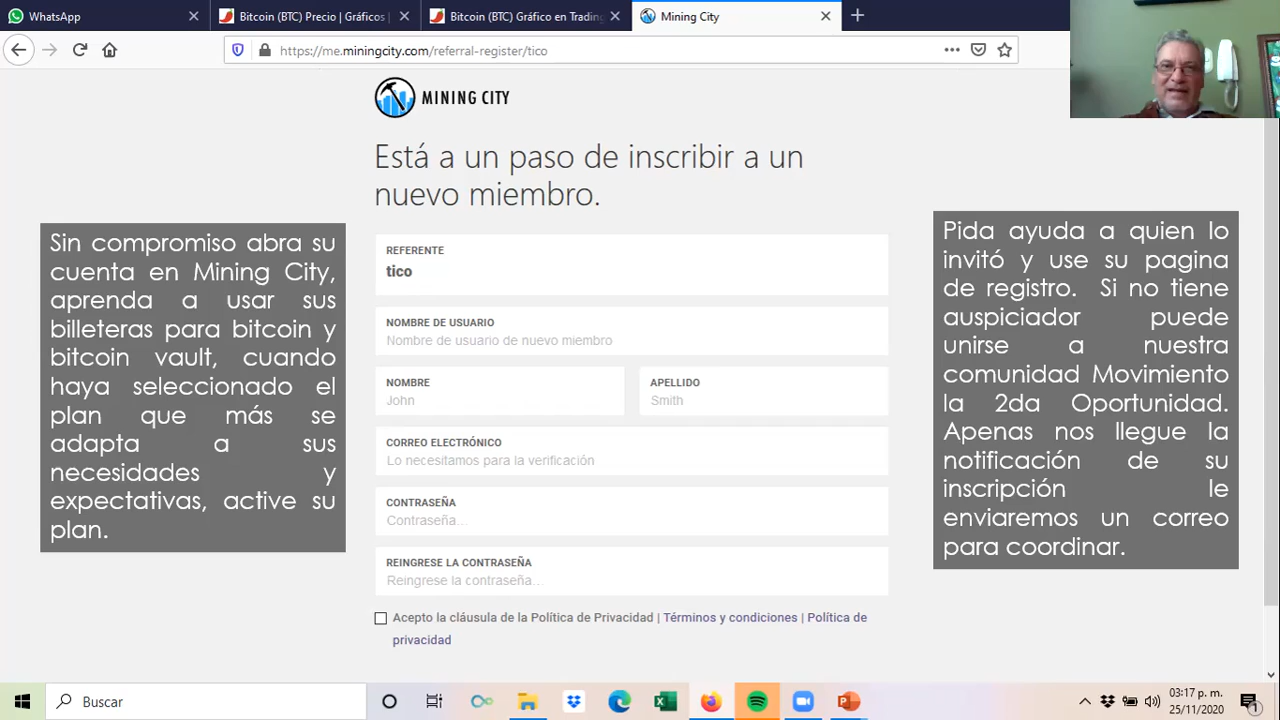 WhatsApp
Bitcoin (BTC) Precio | Gráficos |
Bitcoin (BTC) Gráfico en Trading
Mining City
https://me.miningcity.com/referral-register/tico
MINING CITY
Está a un paso de inscribir a un
nuevo miembro.
Sin compromiso abra su
cuenta en Mining City,
aprenda a usar sus
billeteras para bitcoin y
bitcoin vault, cuando
haya seleccionado el
plan que más se
adapta a sus
necesidades y
expectativas, active su
plan.
REFERENTE
tico
NOMBRE DE USUARIO
Nombre de usuario de nuevo miembro
NOMBRE
John
APELLIDO
Smith
CORREO ELECTRÓNICO
Lo necesitamos para la verificación
CONTRASEÑA
Contraseña...
REINGRESE LA CONTRASEÑA
Reingrese la contraseña...
Acepto la cláusula de la Política de Privacidad | Términos y condiciones | Política de
privacidad
Pida ayuda a quien lo
invitó y use su pagina
de registro. Si no tiene
auspiciador puede
unirse a nuestra
comunidad Movimiento
la 2da Oportunidad.
Apenas nos llegue la
notificación de su
inscripción le
enviaremos un correo
para coordinar.
Buscar
03:17 p. m.
25/11/2020
1